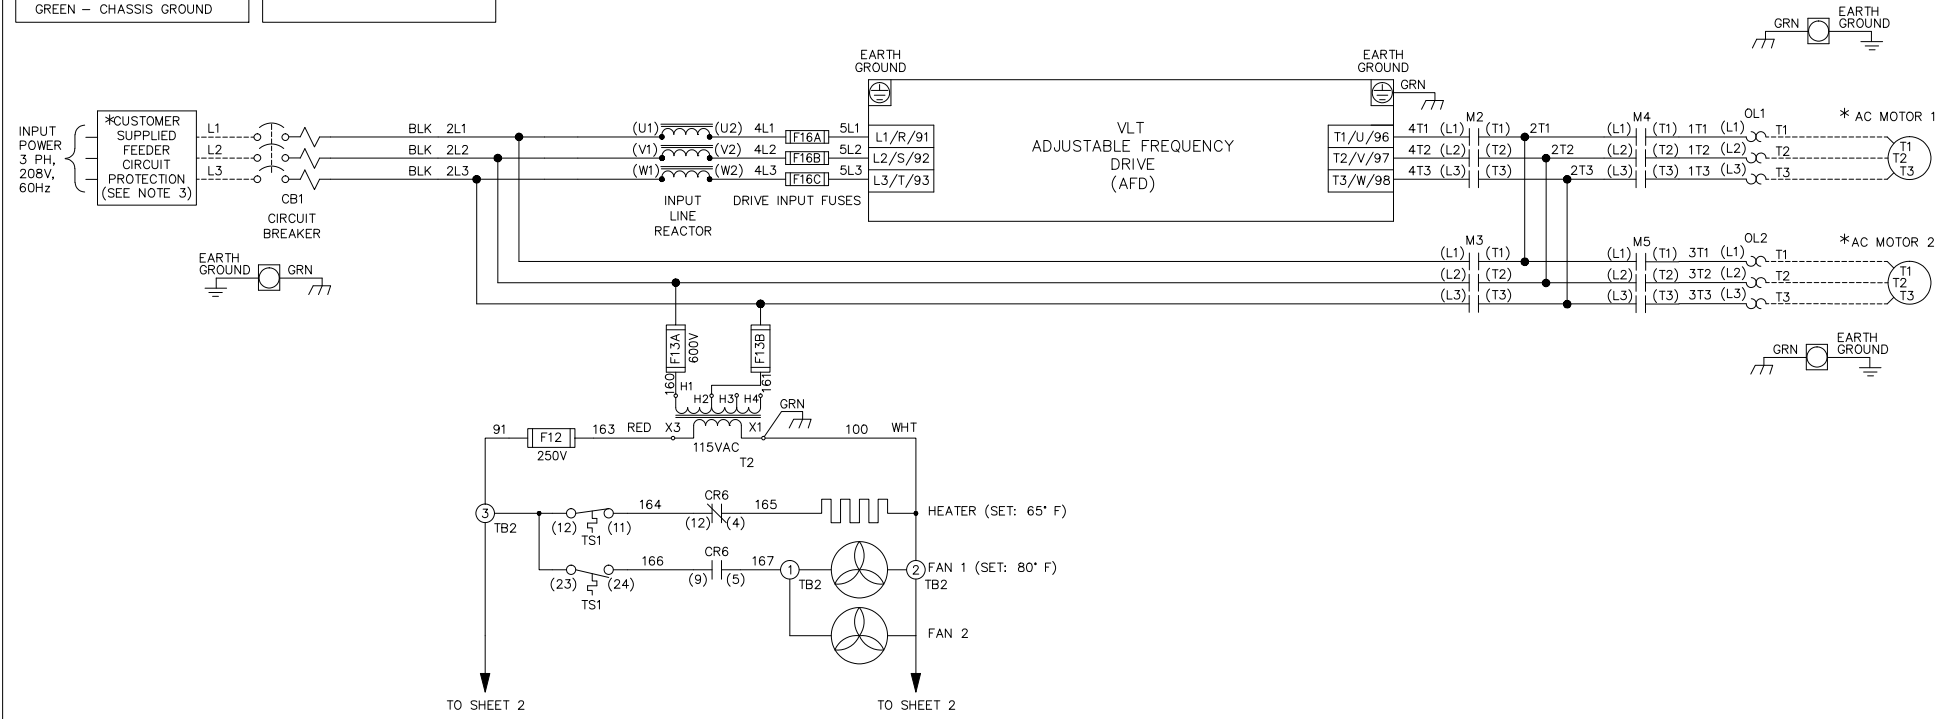 GREEN – CHASSIS GROUND
EARTH
GROUND
GRN
EARTH
GROUND
EARTH
GROUND
GRN
INPUT
POWER
3 PH,
208V,
60Hz
*CUSTOMER
SUPPLIED
FEEDER
CIRCUIT
PROTECTION
(SEE NOTE 3)
L1
L2
L3
CB1
CIRCUIT
BREAKER
BLK 2L1
BLK 2L2
BLK 2L3
(U1) (U2) 4L1 F16A 5L1
(V1) (V2) 4L2 F16B 5L2
(W1) (W2) 4L3 F16C 5L3
INPUT
LINE
REACTOR
DRIVE INPUT FUSES
L1/R/91
L2/S/92
L3/T/93
VLT
ADJUSTABLE FREQUENCY
DRIVE
(AFD)
T1/U/96
T2/V/97
T3/W/98
M2 M4 OL1
4T1 (L1) (T1) 2T1 (L1) (T1) 1T1 (L1) T1
4T2 (L2) (T2) 2T2 (L2) (T2) 1T2 (L2) T2
4T3 (L3) (T3) 2T3 (L3) (T3) 1T3 (L3) T3
* AC MOTOR 1
T1
T2
T3
M3 M5 OL2
(L1) (T1) (L1) (T1) 3T1 (L1) T1
(L2) (T2) (L2) (T2) 3T2 (L2) T2
(L3) (T3) (L3) (T3) 3T3 (L3) T3
*AC MOTOR 2
T1
T2
T3
EARTH
GROUND
GRN
GRN
EARTH
GROUND
F13A
600V
F13B
160
161
H1
H2 H3 H4
GRN
91 F12 163 RED X3 X1 100 WHT
250V
115VAC
T2
3
TB2
(12) (11) 164 CR6 165
TS1
(12) (4)
HEATER (SET: 65° F)
(23) (24) 166 CR6 167
TS1
(9) (5)
1
TB2
2
TB2
FAN 1 (SET: 80° F)
FAN 2
TO SHEET 2
TO SHEET 2